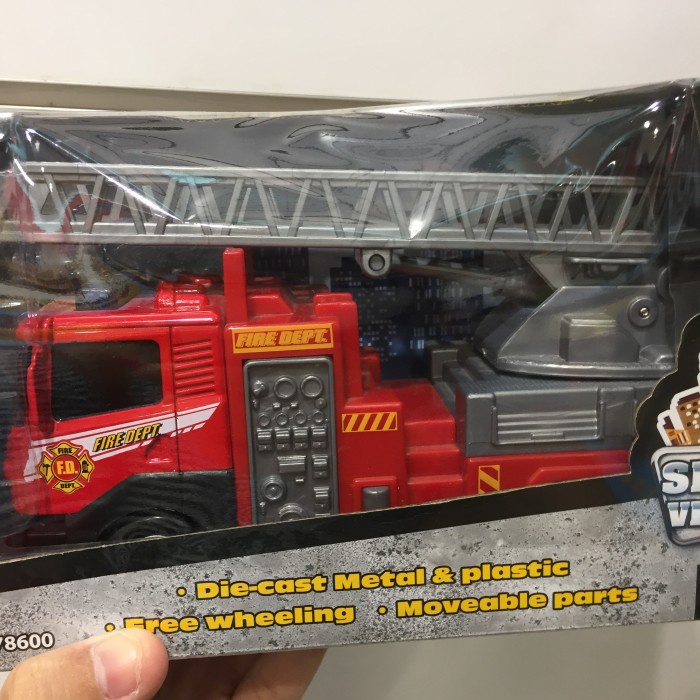 FIRE DEPT.
FIRE DEPT.
FIRE
F.D.
DEPT.
• Die-cast Metal & plastic
• Free wheeling • Moveable parts
78600